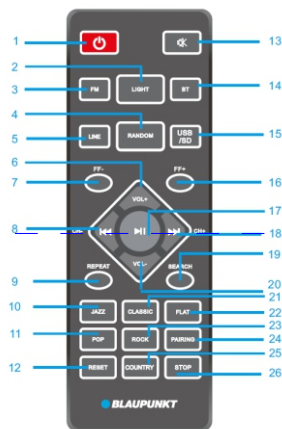 1
13
2
3
FM
LIGHT
BT
14
4
5
LINE
RANDOM
USB
/SD
15
6
FF-
FF+
7
16
VOL+
17
8
CH-
CH+
18
19
REPEAT
VOL-
SEARCH
9
20
21
10
JAZZ
CLASSIC
FLAT
22
23
11
POP
ROCK
PAIRING
24
25
12
RESET
COUNTRY
STOP
26
BLAUPUNKT